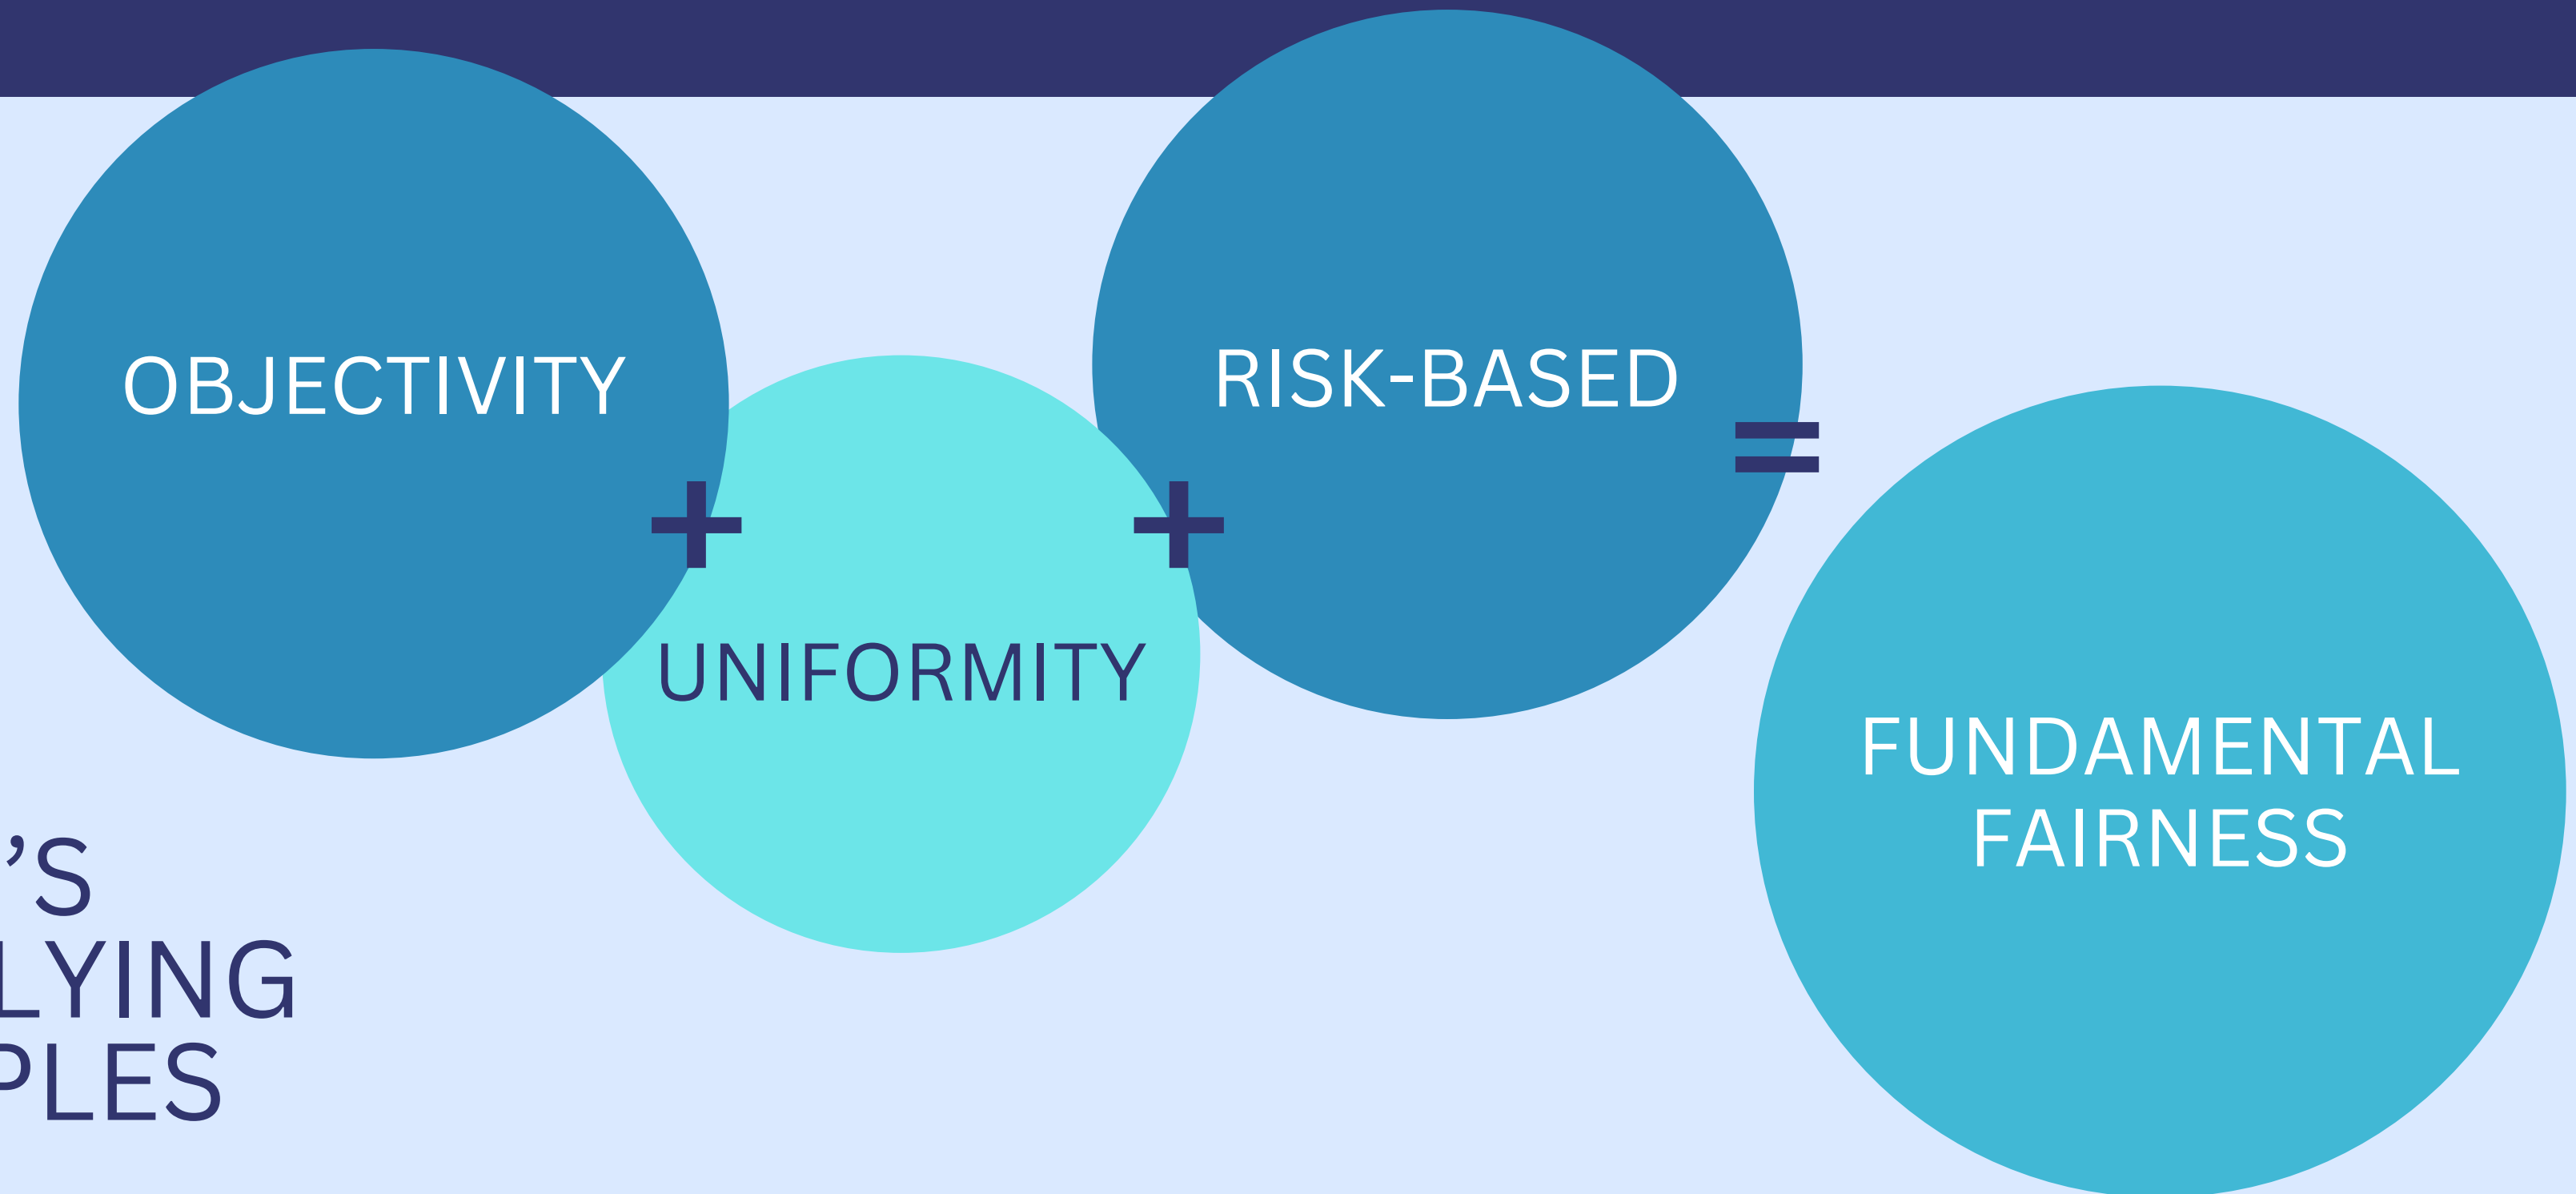 OBJECTIVITY
+
UNIFORMITY
+
RISK-BASED
=
FUNDAMENTAL
FAIRNESS
’S
LYING
PLES